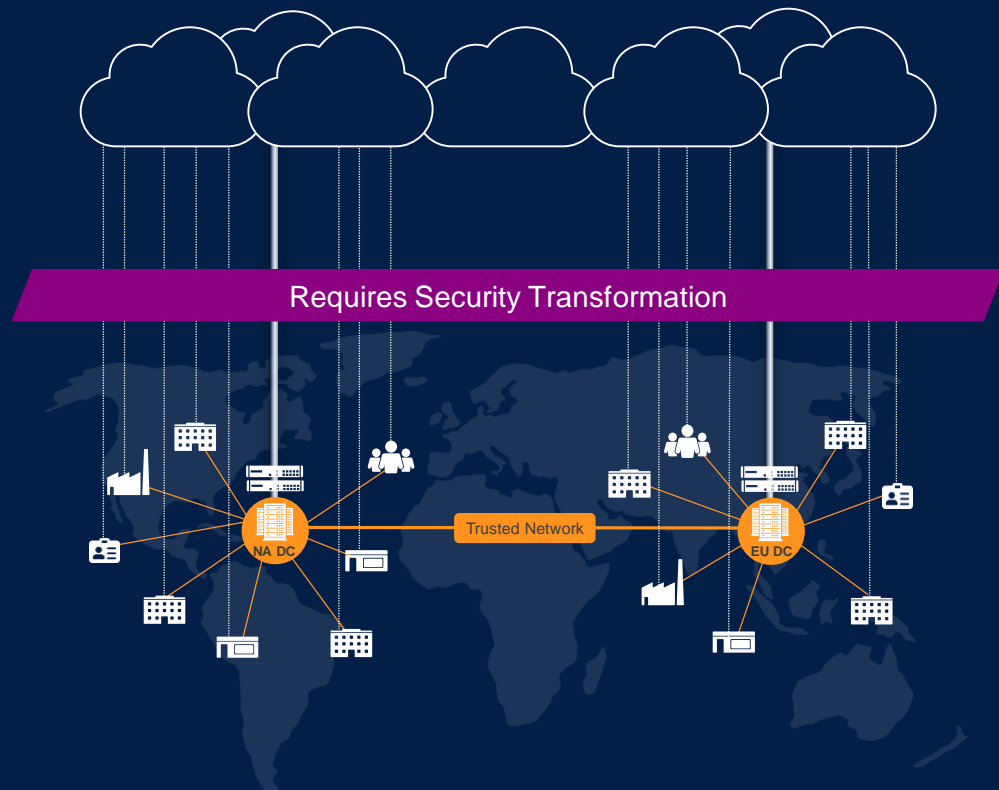 Requires Security Transformation
Trusted Network
NA DC
EU DC